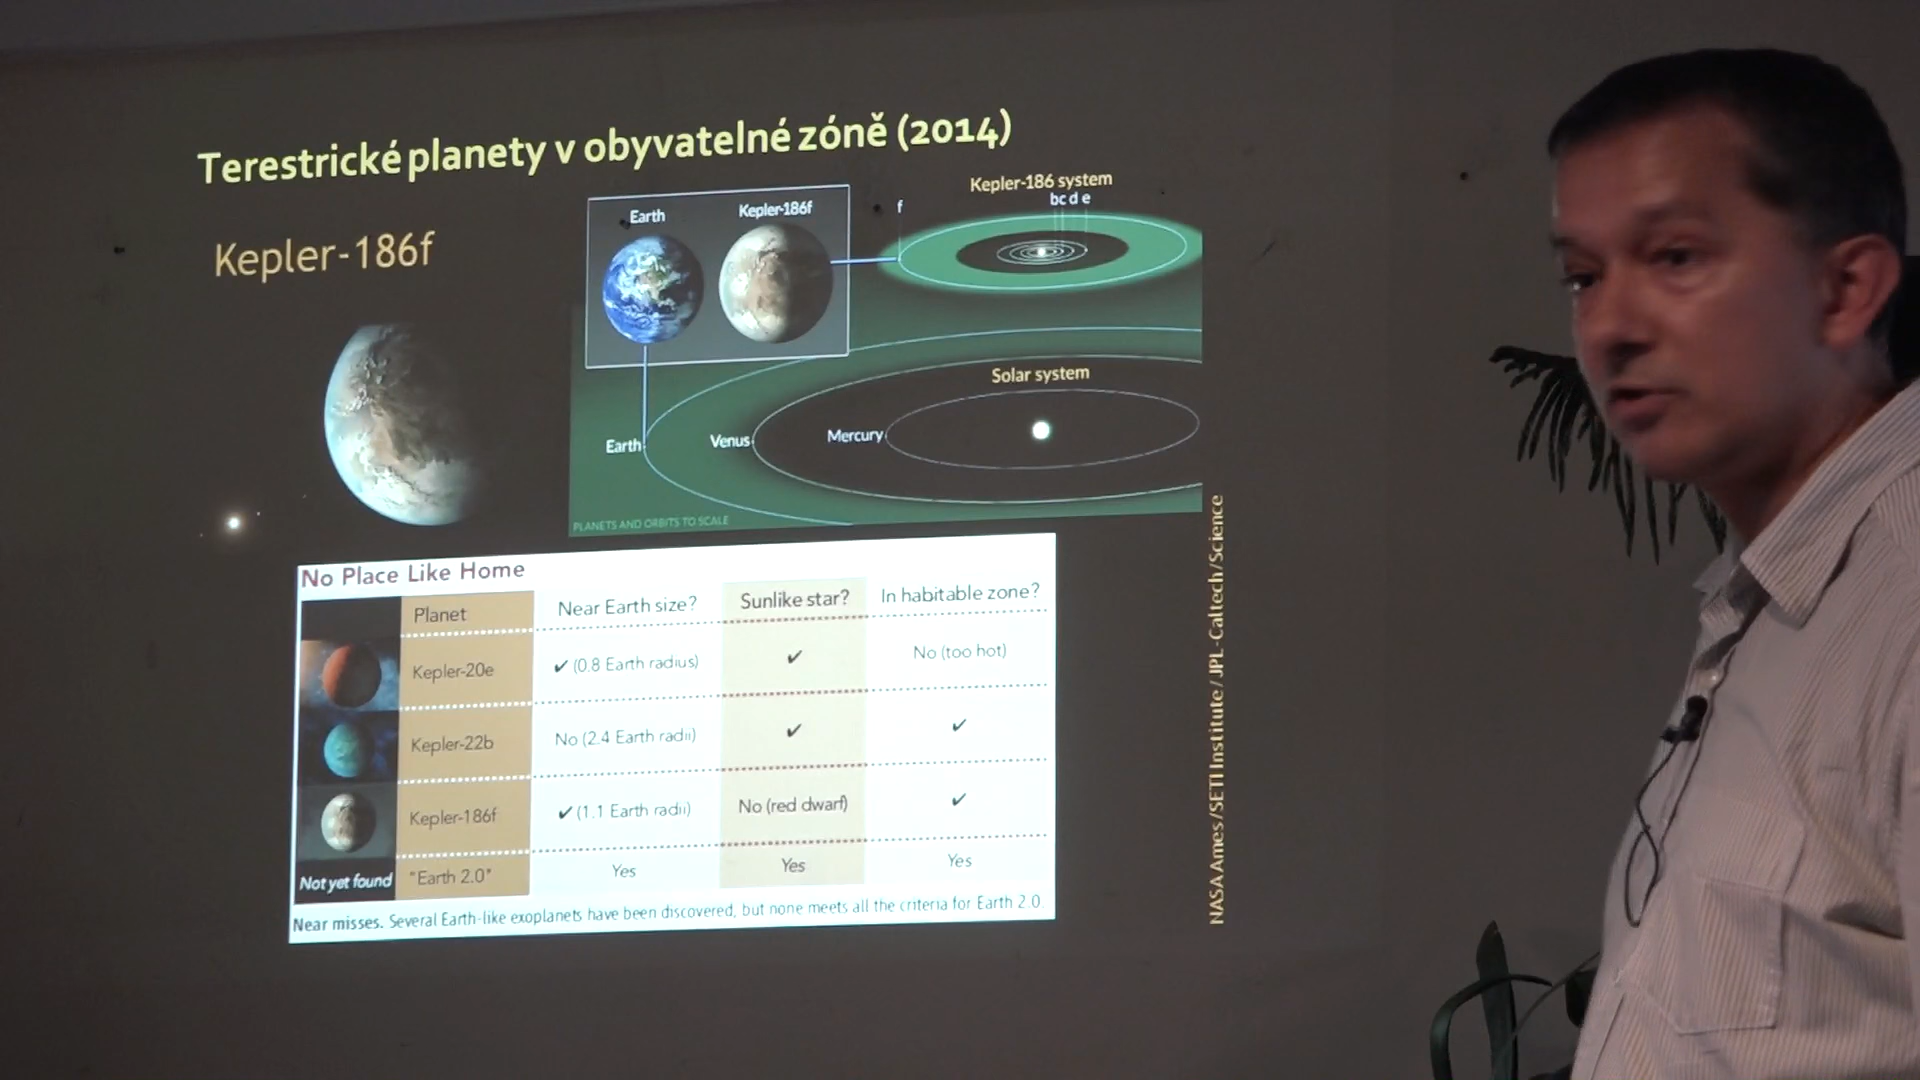 Terestrické planety v obyvatelné zóně (2014)
Kepler-186f
Earth
Kepler-186f
f
Kepler-186 system
bc d e
Solar system
Earth
Venus
Mercury
PLANETS AND ORBITS TO SCALE
NASA Ames/SETI Institute/JPL-Caltech/Science
No Place Like Home
Planet Near Earth size? Sunlike star? In habitable zone?
Kepler-20e ✔ (0.8 Earth radius) ✔ No (too hot)
Kepler-22b No (2.4 Earth radii) ✔ ✔
Kepler-186f ✔ (1.1 Earth radii) No (red dwarf) ✔
Not yet found "Earth 2.0" Yes Yes Yes
Near misses. Several Earth-like exoplanets have been discovered, but none meets all the criteria for Earth 2.0.